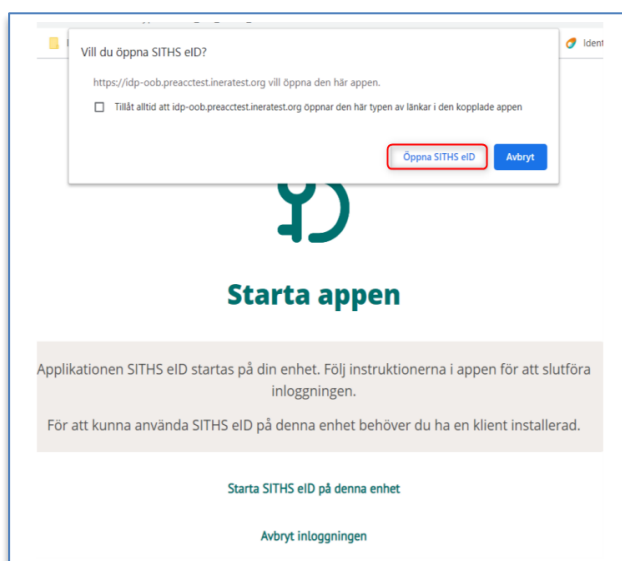 Vill du öppna SITHS eID?
Ident
https://idp-oob.preacctest.ineratest.org vill öppna den här appen.
Tillåt alltid att idp-oob.preacctest.ineratest.org öppnar den här typen av länkar i den kopplade appen
Öppna SITHS eID
Avbryt
Starta appen
Applikationen SITHS eID startas på din enhet. Följ instruktionerna i appen för att slutföra
inloggningen.
För att kunna använda SITHS eID på denna enhet behöver du ha en klient installerad.
Starta SITHS eID på denna enhet
Avbryt inloggningen